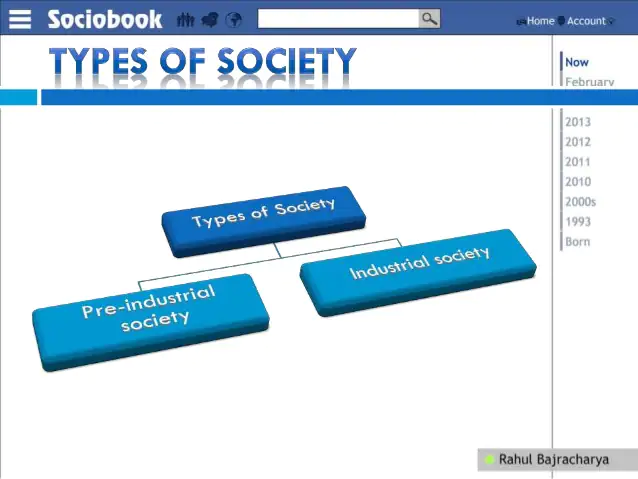 Sociobook
Home Account
TYPES OF SOCIETY
Now
February
2013
2012
2011
2010
2000s
1993
Born
Types of Society
Pre-industrial
society
Industrial society
Rahul Bajracharya